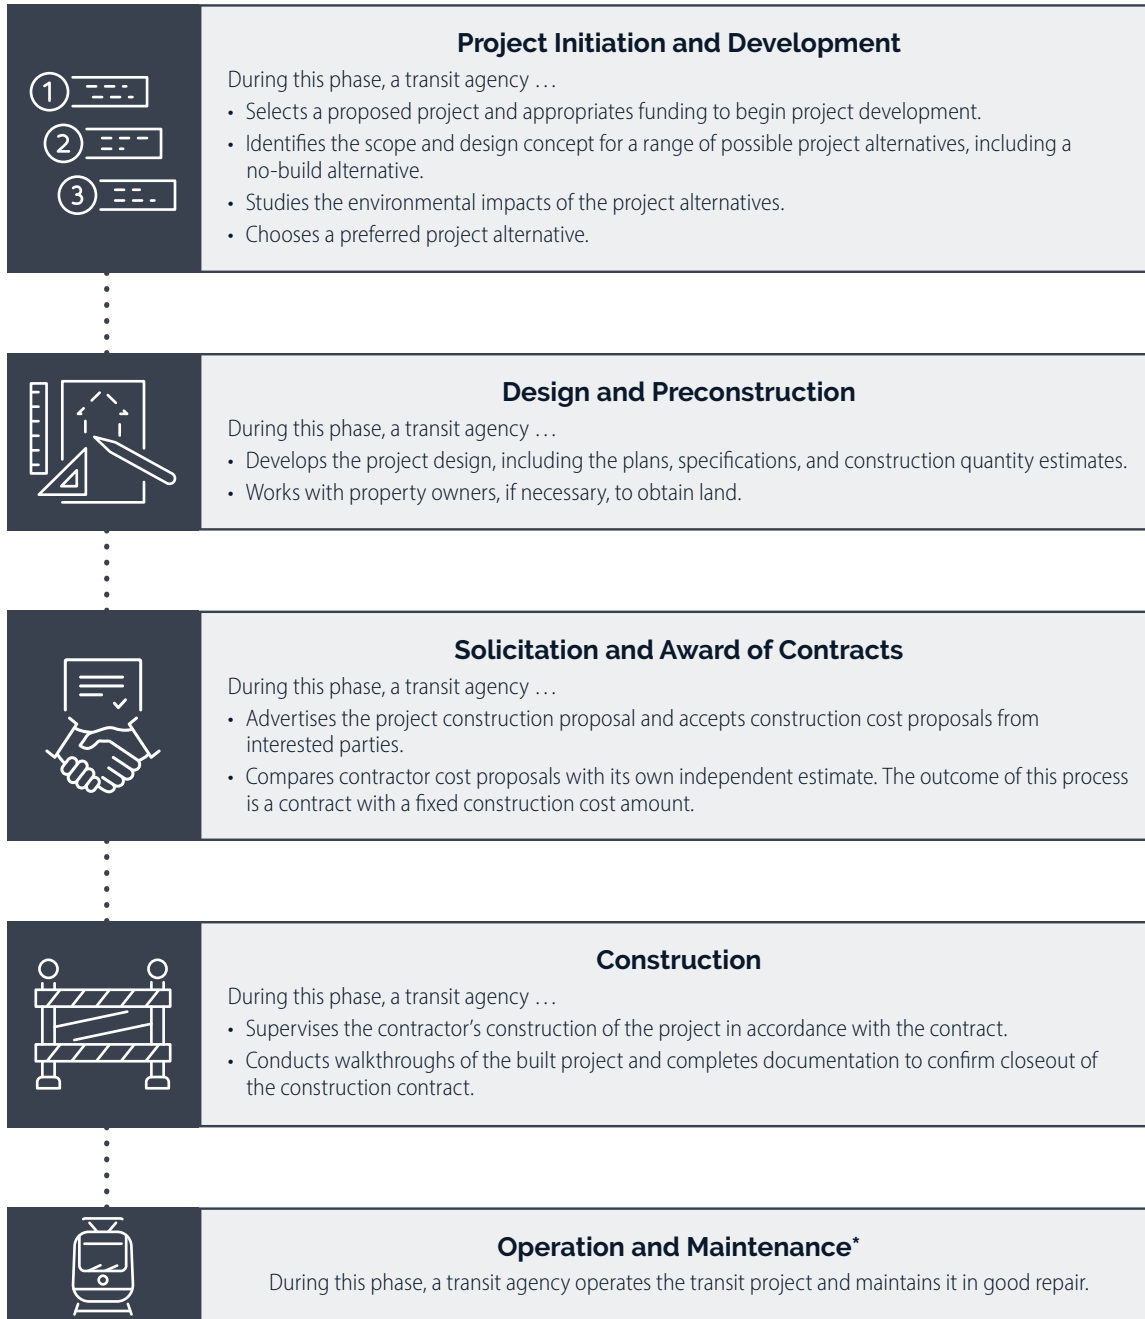 1
2
3
Project Initiation and Development
During this phase, a transit agency …
• Selects a proposed project and appropriates funding to begin project development.
• Identifies the scope and design concept for a range of possible project alternatives, including a
no-build alternative.
• Studies the environmental impacts of the project alternatives.
• Chooses a preferred project alternative.
Design and Preconstruction
During this phase, a transit agency …
• Develops the project design, including the plans, specifications, and construction quantity estimates.
• Works with property owners, if necessary, to obtain land.
Solicitation and Award of Contracts
During this phase, a transit agency …
• Advertises the project construction proposal and accepts construction cost proposals from
interested parties.
• Compares contractor cost proposals with its own independent estimate. The outcome of this process
is a contract with a fixed construction cost amount.
Construction
During this phase, a transit agency …
• Supervises the contractor’s construction of the project in accordance with the contract.
• Conducts walkthroughs of the built project and completes documentation to confirm closeout of
the construction contract.
Operation and Maintenance*
During this phase, a transit agency operates the transit project and maintains it in good repair.